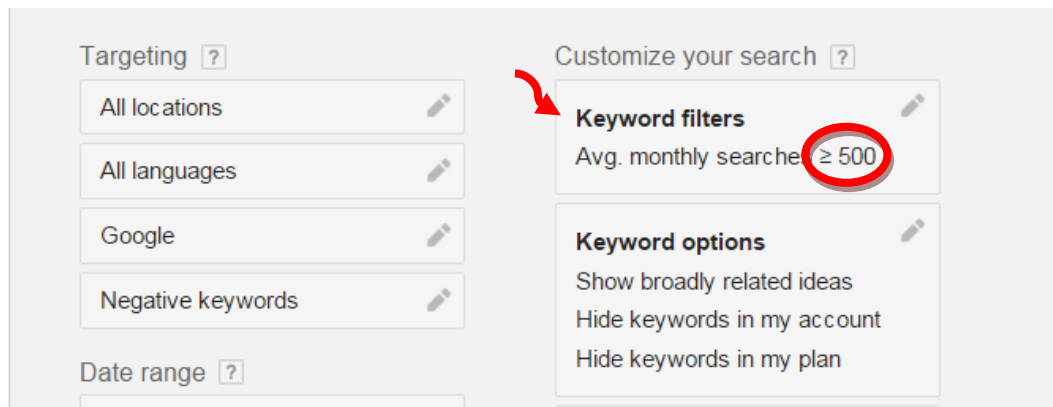 Targeting ?
All locations
All languages
Google
Negative keywords
Date range ?
Customize your search ?
Keyword filters
Avg. monthly searches ≥ 500
Keyword options
Show broadly related ideas
Hide keywords in my account
Hide keywords in my plan